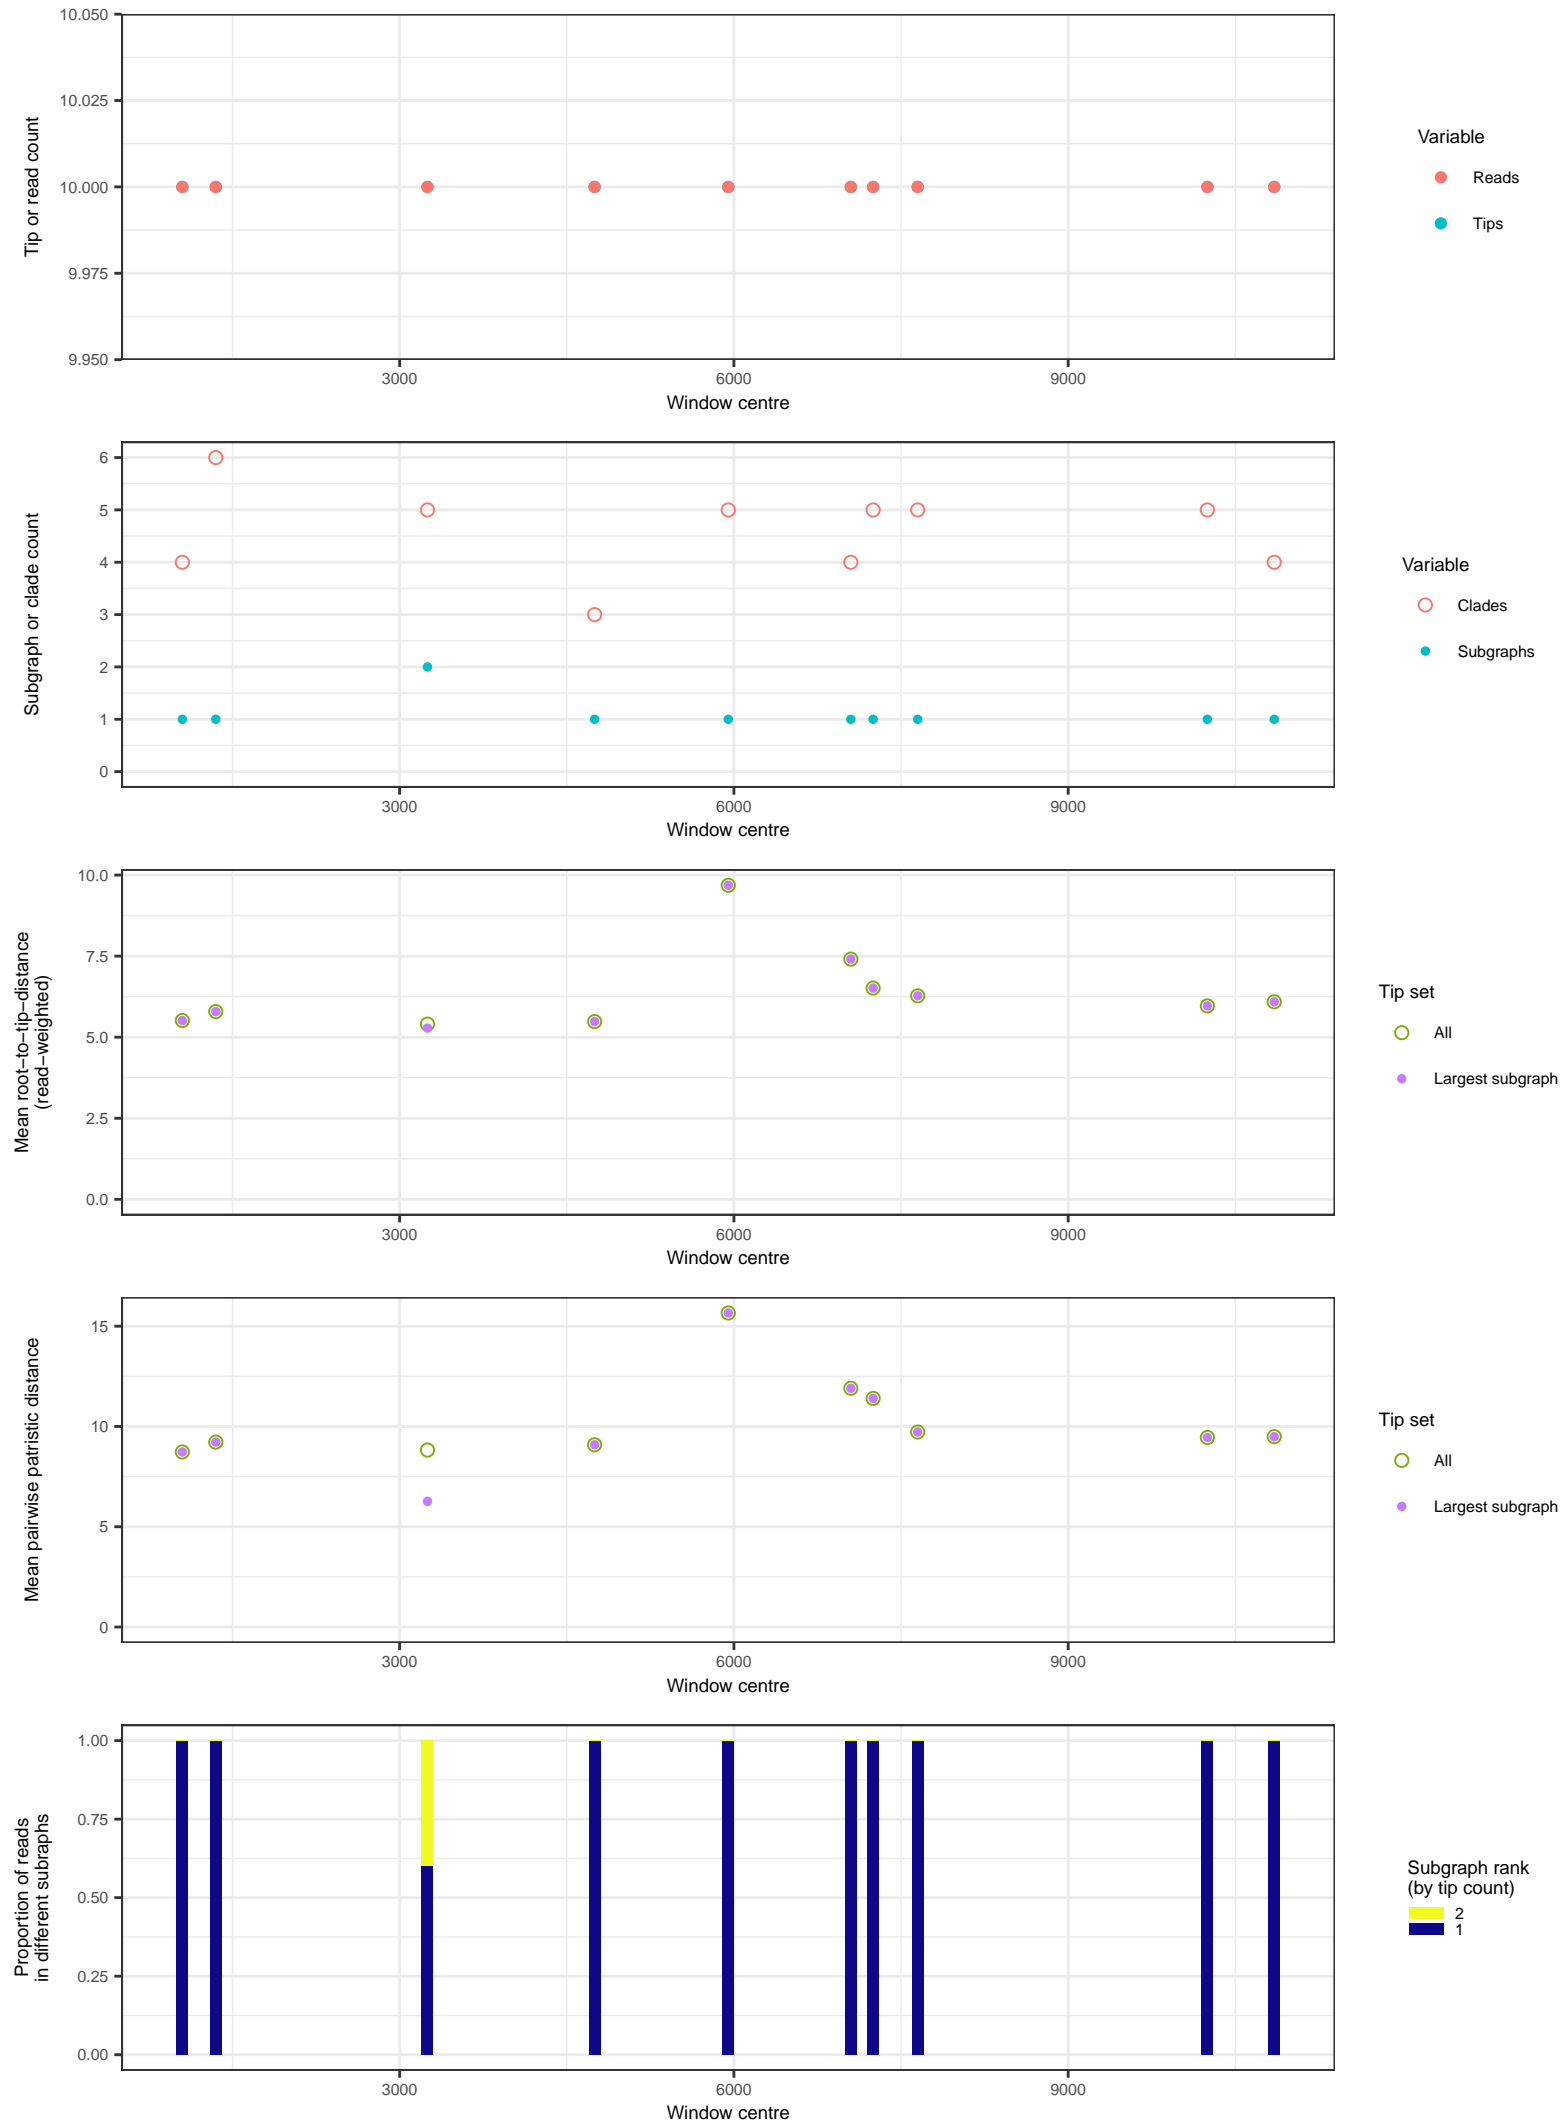 Tip or read count
10.050
10.025
10.000
9.975
9.950
3000
6000
9000
Window centre
Variable
Reads
Tips
Subgraph or clade count
6
5
4
3
2
1
0
3000
6000
9000
Window centre
Variable
Clades
Subgraphs
Mean root−to−tip−distance
(read−weighted)
10.0
7.5
5.0
2.5
0.0
3000
6000
9000
Window centre
Tip set
All
Largest subgraph
Mean pairwise patristic distance
15
10
5
0
3000
6000
9000
Window centre
Tip set
All
Largest subgraph
Proportion of reads
in different subraphs
1.00
0.75
0.50
0.25
0.00
3000
6000
9000
Window centre
Subgraph rank
(by tip count)
2
1